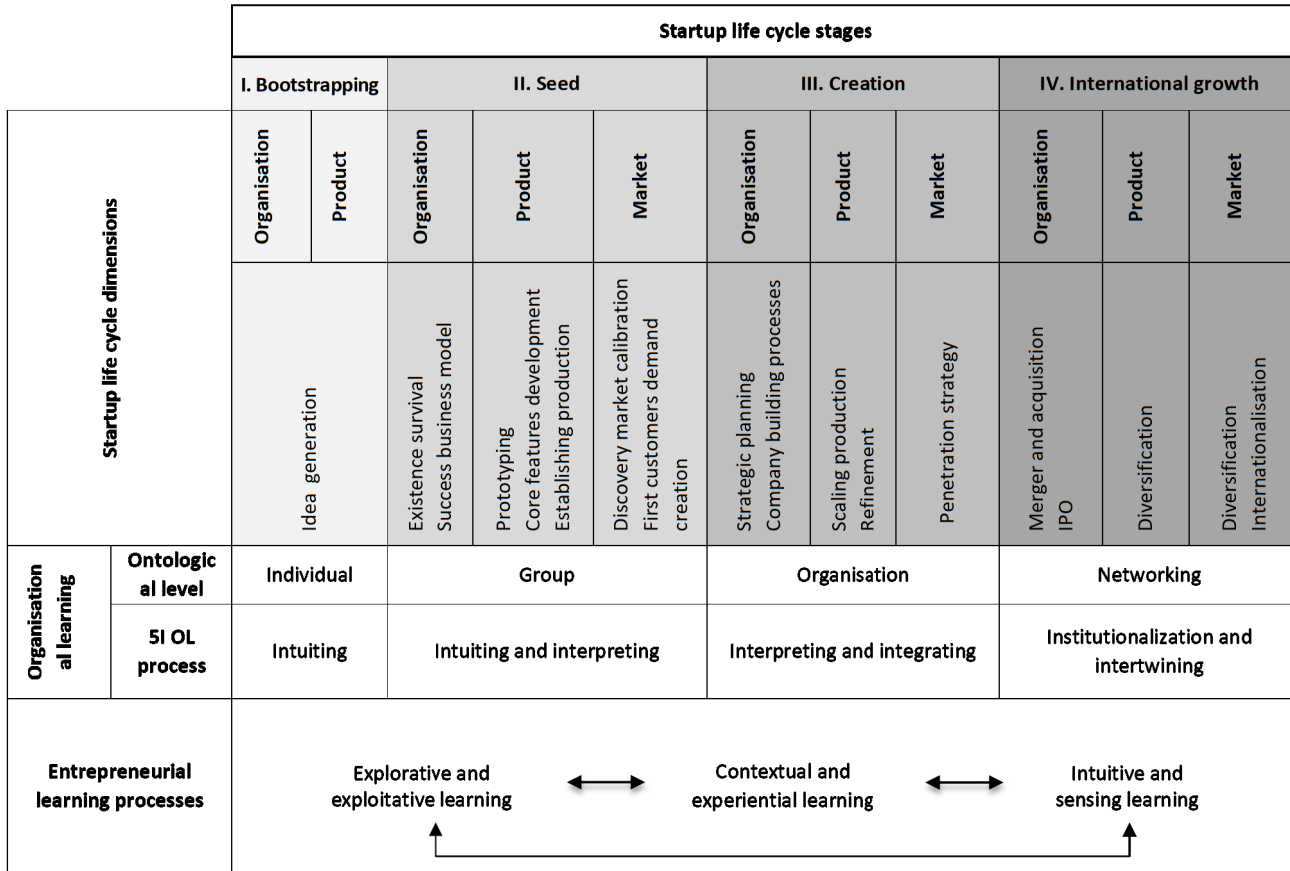 Startup life cycle stages
I. Bootstrapping
II. Seed
III. Creation
IV. International growth
Startup life cycle dimensions
Organisation
Product
Organisation
Product
Market
Organisation
Product
Market
Organisation
Product
Market
Idea generation
Existence survival
Success business model
Prototyping
Core features development
Establishing production
Discovery market calibration
First customers demand
creation
Strategic planning
Company building processes
Scaling production
Refinement
Penetration strategy
Merger and acquisition
IPO
Diversification
Diversification
Internationalisation
Organisation
al learning
Ontologic
al level
Individual
Group
Organisation
Networking
5I OL
process
Intuiting
Intuiting and interpreting
Interpreting and integrating
Institutionalization and
intertwining
Entrepreneurial
learning processes
Explorative and
exploitative learning
Contextual and
experiential learning
Intuitive and
sensing learning